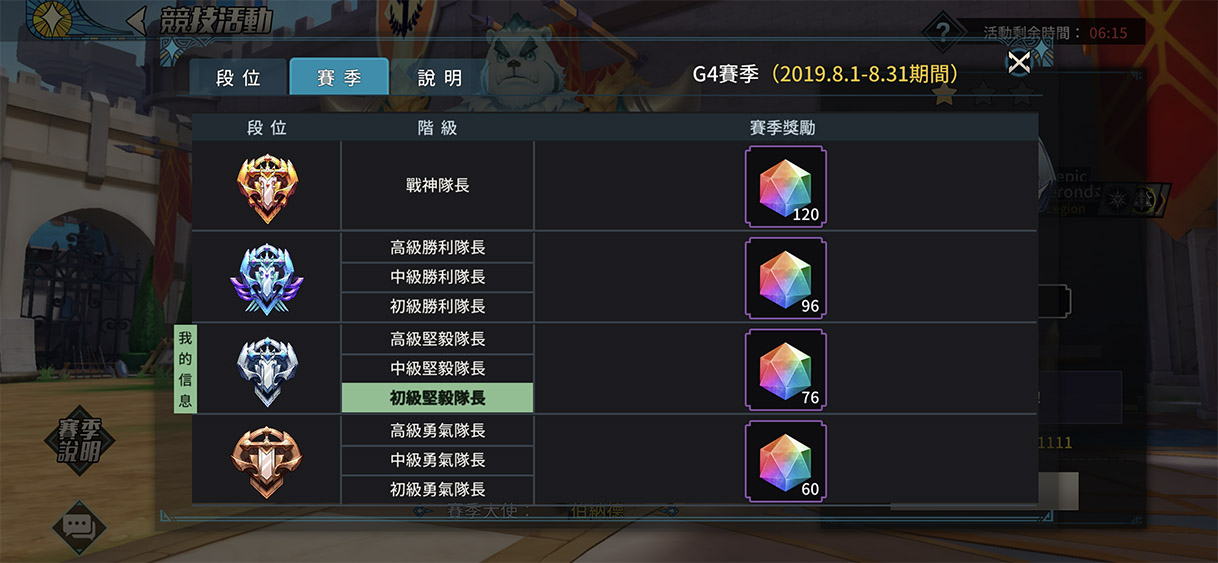 競技活動
?
活動剩余時間： 06:15
段位
賽季
說明
G4賽季（2019.8.1-8.31期間）
段位
階級
賽季獎勵
戰神隊長
120
高級勝利隊長
中級勝利隊長
初級勝利隊長
96
我的信息
高級堅毅隊長
中級堅毅隊長
初級堅毅隊長
76
高級勇氣隊長
中級勇氣隊長
初級勇氣隊長
60
賽季說明
1111
賽季大使： 伯納德